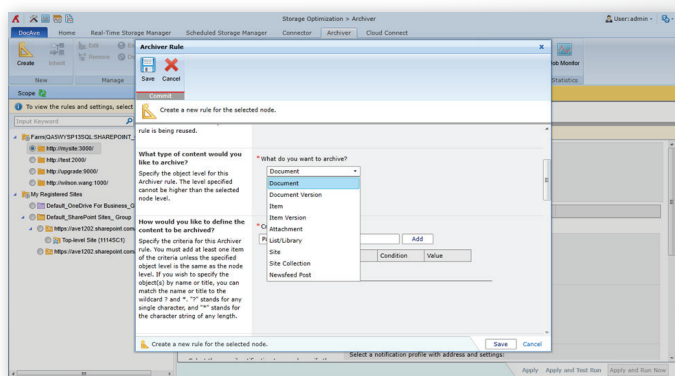 Storage Optimization > Archiver
User: admin
DocAve
Real-Time Storage Manager
Scheduled Storage Manager
Connector
Archiver
Cloud Connect
Create
Inherit
Edit
Remove
New
Manage
Job Monitor
Statistics
Scope
To view the rules and settings, select
Input Keyword
Farm(QASWYSP13SQL:SHAREPOINT_
http://mysite:3000/
http://test:2000/
http://upgrade:9000/
http://wilson.wang:1000/
My Registered Sites
Default_OneDrive For Business_G
Default_SharePoint Sites_ Group
https://ave1202.sharepoint.com
Top-level Site (1114SC1)
https://ave1202.sharepoint.com
Archiver Rule
Save
Cancel
Commit
Create a new rule for the selected node.
rule is being reused.
What type of content would you
like to archive?
Specify the object level for this
Archiver rule. The level specified
cannot be higher than the selected
node level.
* What do you want to archive?
Document
Document
Document Version
Item
Item Version
Attachment
List/Library
Site
Site Collection
Newsfeed Post
How would you like to define the
content to be archived?
Specify the criteria for this Archiver
rule. You must add at least one item
of the criteria unless the specified
object level is the same as the node
level. If you wish to specify the
object(s) by name or title, you can
match the name or title to the
wildcard ? and *. "?" stands for any
single character, and "*" stands for
the character string of any length.
Add
Condition
Value
Create a new rule for the selected node.
Save
Cancel
Select a notification profile with address and settings:
Apply
Apply and Test Run
Apply and Run Now